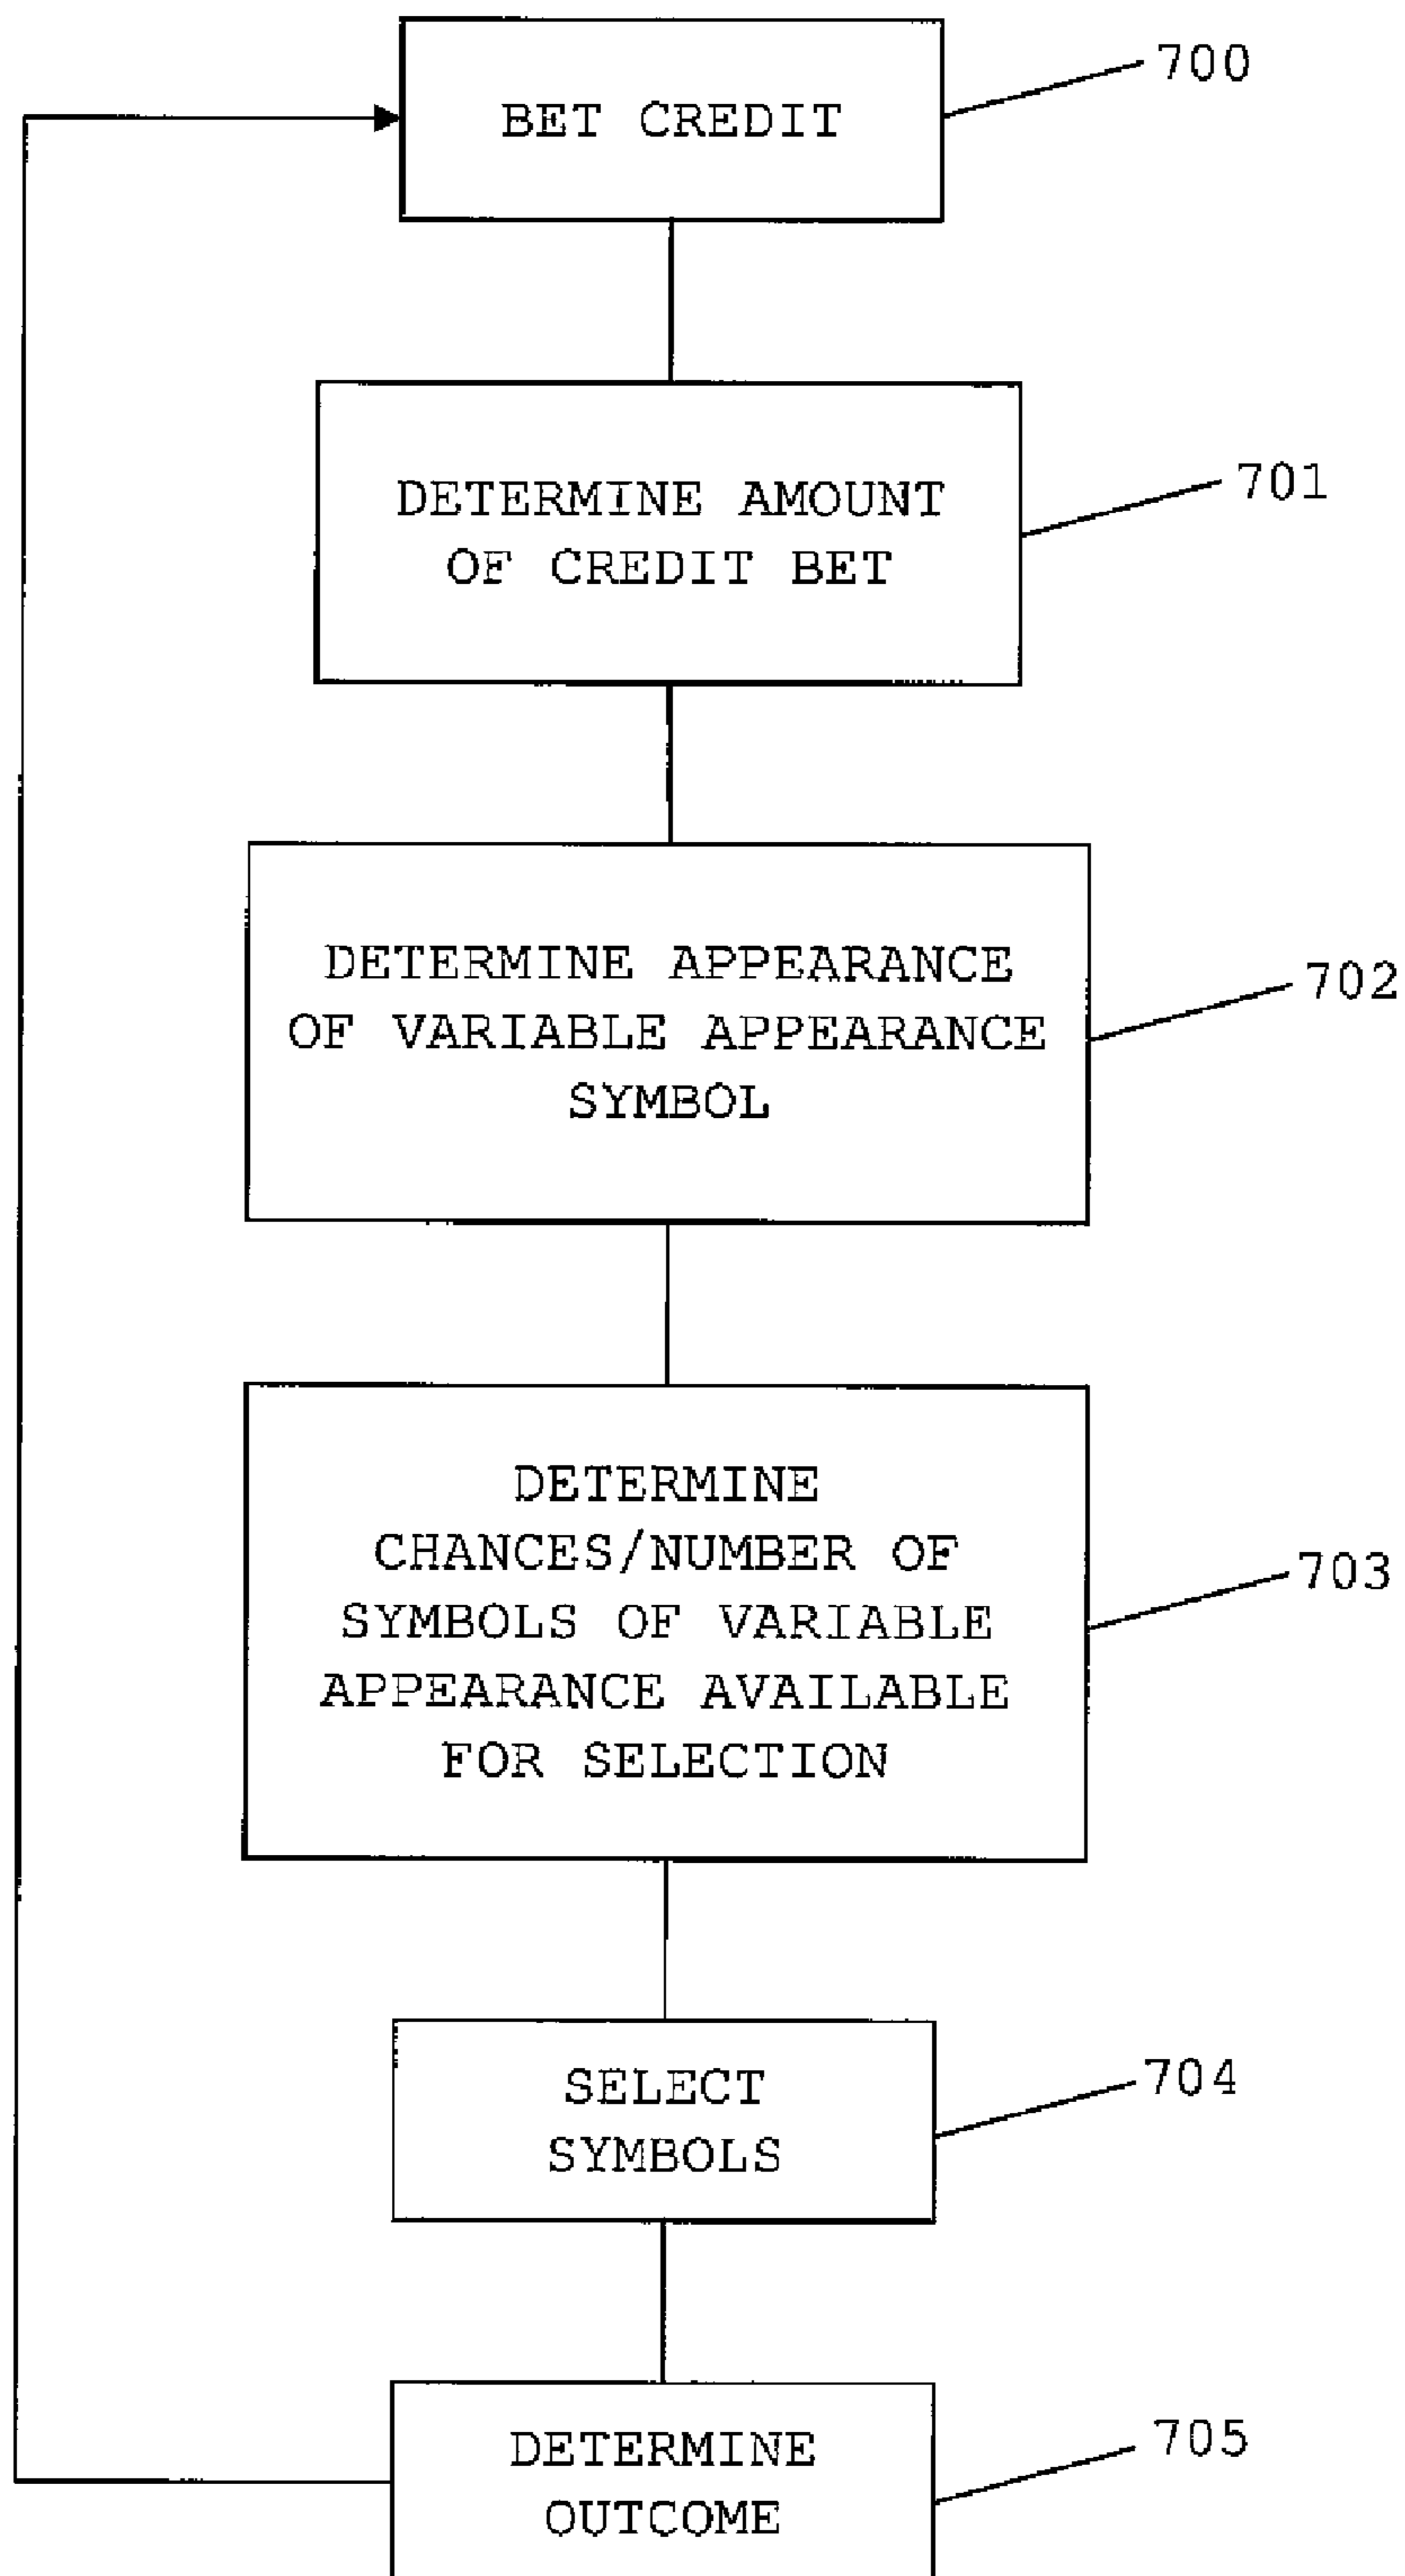 BET CREDIT
700
DETERMINE AMOUNT
OF CREDIT BET
701
DETERMINE APPEARANCE
OF VARIABLE APPEARANCE
SYMBOL
702
DETERMINE
CHANCES/NUMBER OF
SYMBOLS OF VARIABLE
APPEARANCE AVAILABLE
FOR SELECTION
703
SELECT
SYMBOLS
704
DETERMINE
OUTCOME
705